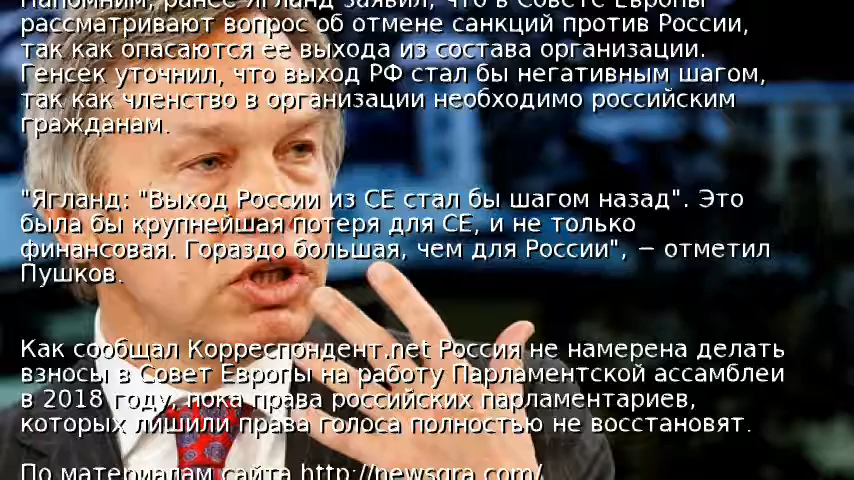 Напомним, ранее Ягланд заявил, что в Совете Европы
рассматривают вопрос об отмене санкций против России,
так как опасаются ее выхода из состава организации.
Генсек уточнил, что выход РФ стал бы негативным шагом,
так как членство в организации необходимо российским
гражданам.
"Ягланд: "Выход России из СЕ стал бы шагом назад". Это
была бы крупнейшая потеря для СЕ, и не только
финансовая. Гораздо большая, чем для России", − отметил
Пушков.
Как сообщал Корреспондент.net Россия не намерена делать
взносы в Совет Европы на работу Парламентской ассамблеи
в 2018 году, пока права российских парламентариев,
которых лишили права голоса полностью не восстановят.
По материалам сайта http://newsgra.com/